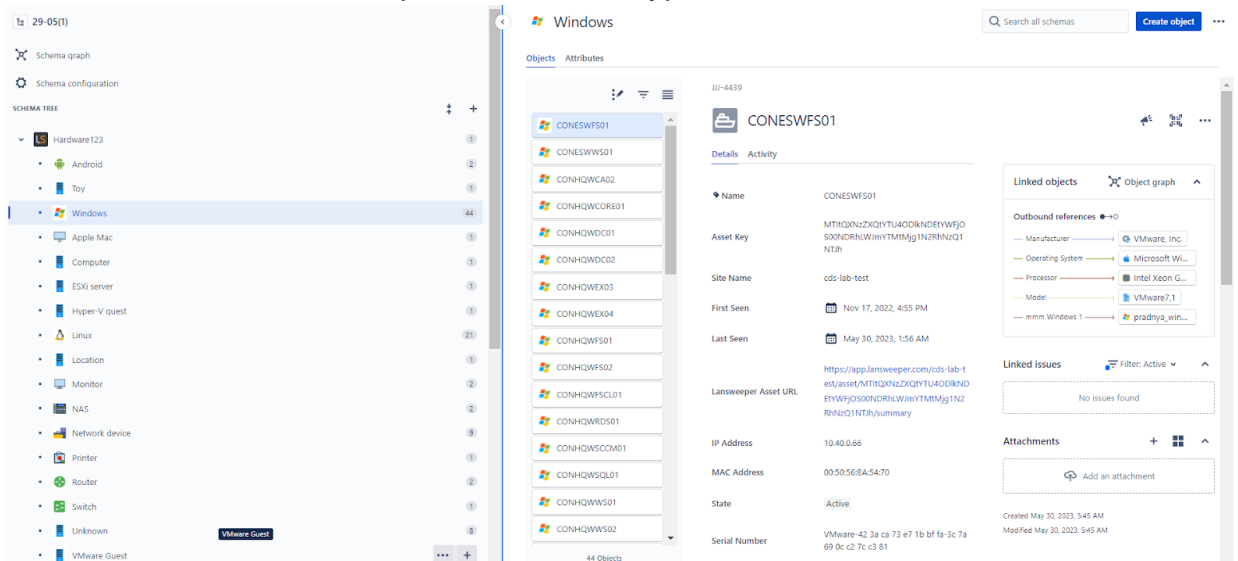 29-05(1)
Schema graph
Schema configuration
SCHEMA TREE
Hardware123 1
Android 2
Toy 1
Windows 44
Apple Mac 1
Computer 1
ESXi server 1
Hyper-V guest 1
Linux 21
Location 1
Monitor 2
NAS 2
Network device 9
Printer 1
Router 2
Switch 1
Unknown 8
VMware Guest
VMware Guest
Windows
Search all schemas
Create object
Objects Attributes
CONESWFS01
CONESWWS01
CONHQWCA02
CONHQWCORE01
CONHQWDC01
CONHQWDC02
CONHQWEX03
CONHQWEX04
CONHQWFS01
CONHQWFS02
CONHQWFSCL01
CONHQWRDS01
CONHQWSCCM01
CONHQWSQL01
CONHQWWS01
CONHQWWS02
44 Objects
JJJ-4439
CONESWFS01
Details Activity
Name CONESWFS01
Asset Key
Site Name cds-lab-test
First Seen Nov 17, 2022, 4:55 PM
Last Seen May 30, 2023, 1:56 AM
Lansweeper Asset URL
https://app.lansweeper.com/cds-lab-t
IP Address 10.40.0.66
MAC Address 00:50:56:8A:54:70
State Active
Serial Number
VMware-42 3a ca 73 e7 1b bf fa-3c 7a
69 0c c2 7c c3 81
Linked objects Object graph
Outbound references
Manufacturer VMware, Inc.
Operating System Microsoft Wi...
Processor Intel Xeon G...
Model VMware7,1
mmm Windows 1 pradnya_win...
Linked issues Filter: Active
No issues found
Attachments
Add an attachment
Created May 30, 2023, 5:45 AM
Modified May 30, 2023, 5:45 AM